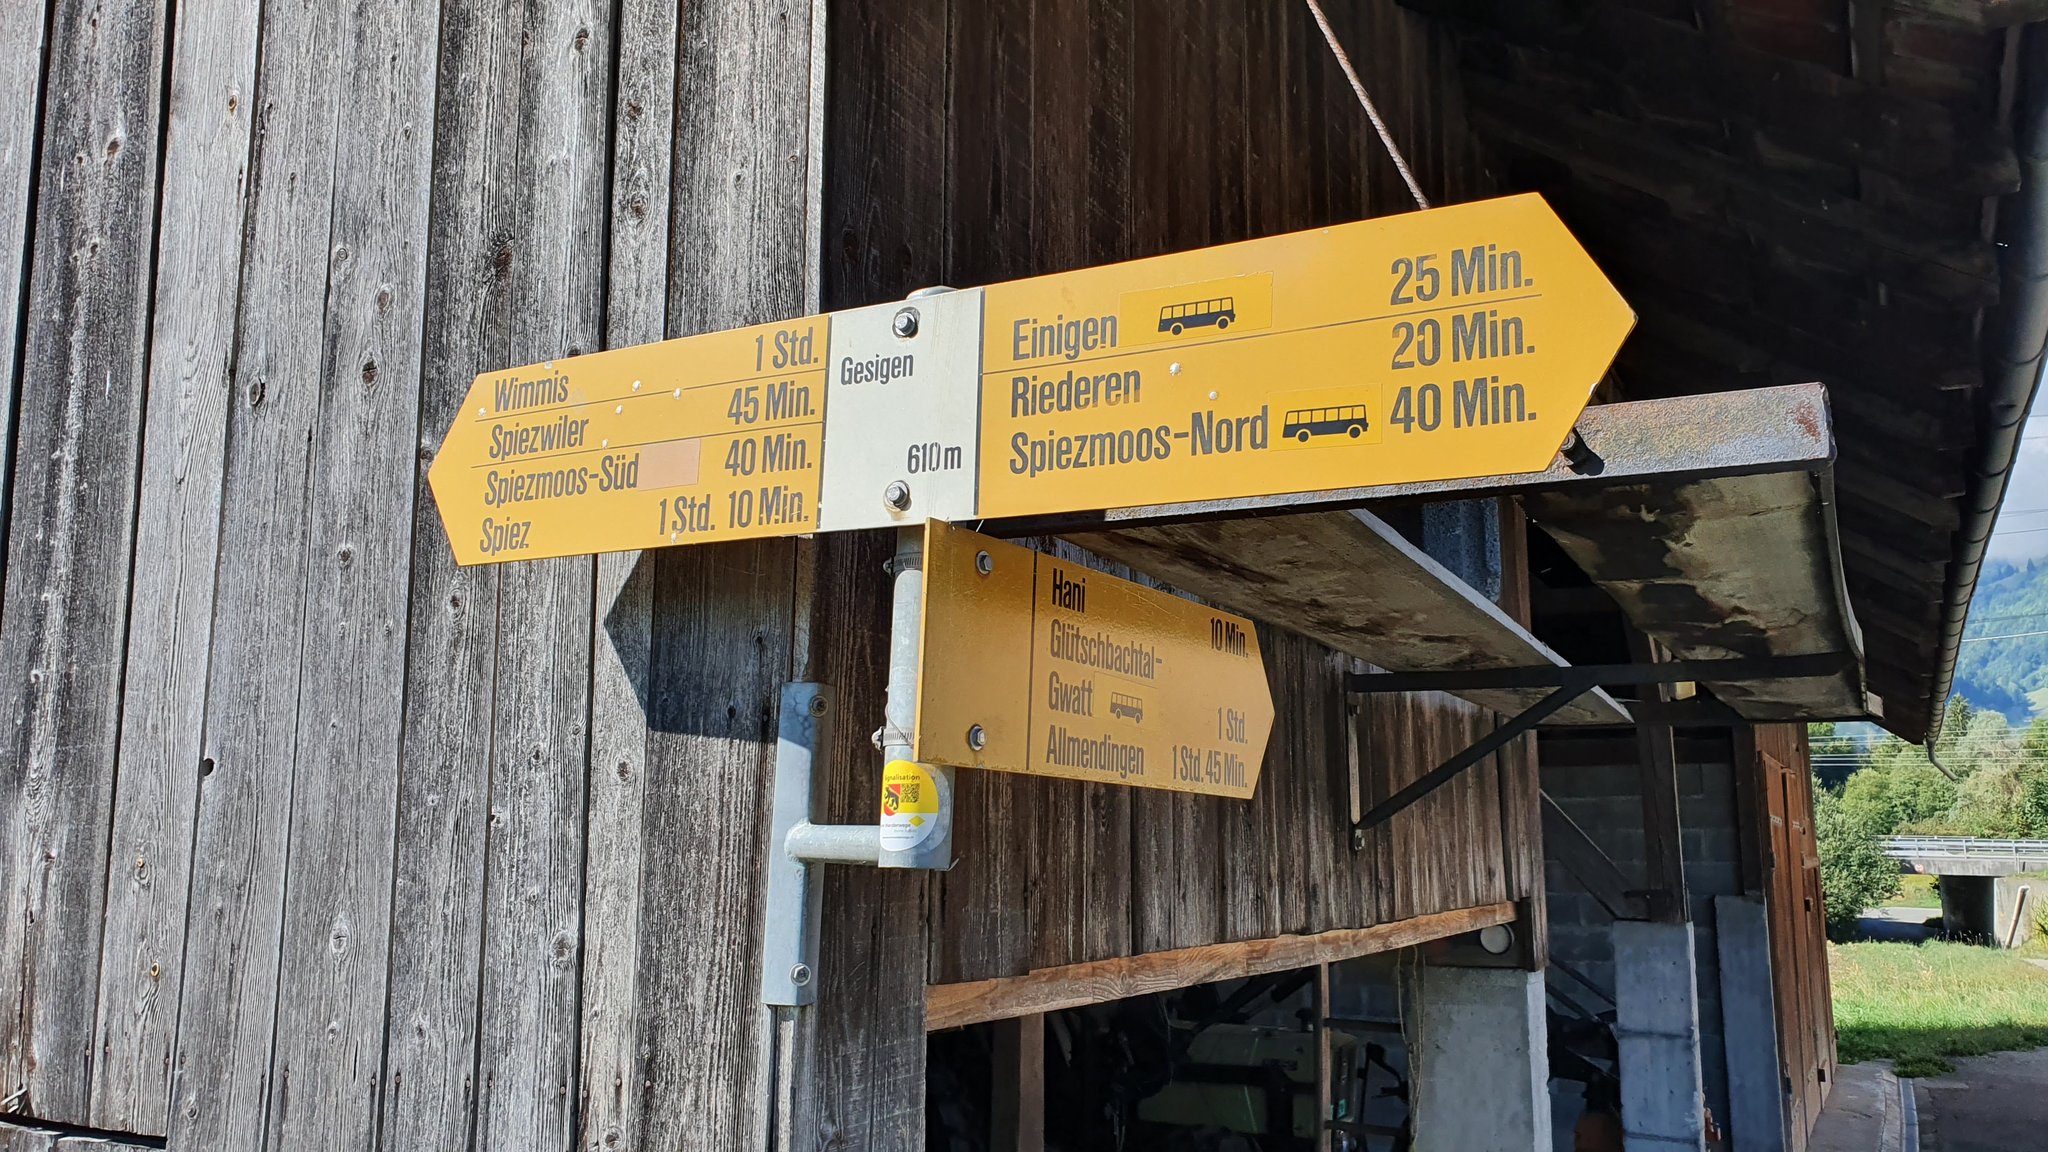 Wimmis 1 Std.
Spiezwiler 45 Min.
Spiezmoos-Süd 40 Min.
Spiez 1 Std. 10 Min.
Gesigen
610 m
Einigen 25 Min.
Riederen 20 Min.
Spiezmoos-Nord 40 Min.
Hani 10 Min.
Glütschbachtal-
Gwatt 1 Std.
Allmendingen 1 Std. 45 Min.